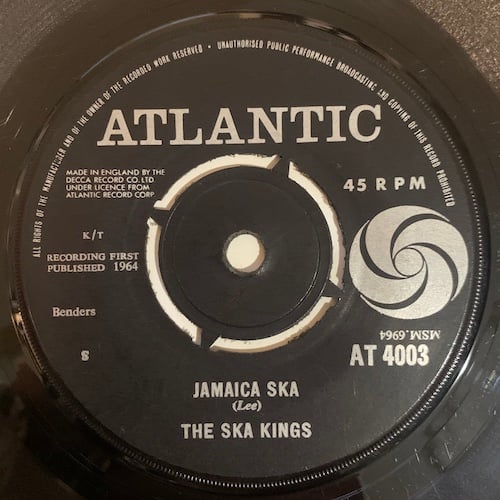 ALL RIGHTS OF THE MANUFACTURER AND OF THE OWNER OF THE RECORDED WORK RESERVED • UNAUTHORISED PUBLIC PERFORMANCE BROADCASTING AND COPYING OF THIS RECORD PROHIBITED
ATLANTIC
MADE IN ENGLAND BY THE
DECCA RECORD CO. LTD.
UNDER LICENCE FROM
ATLANTIC RECORD CORP
45 RPM
K/T
RECORDING FIRST
PUBLISHED 1964
Benders
S
MSM.6964
AT 4003
JAMAICA SKA
(Lee)
THE SKA KINGS